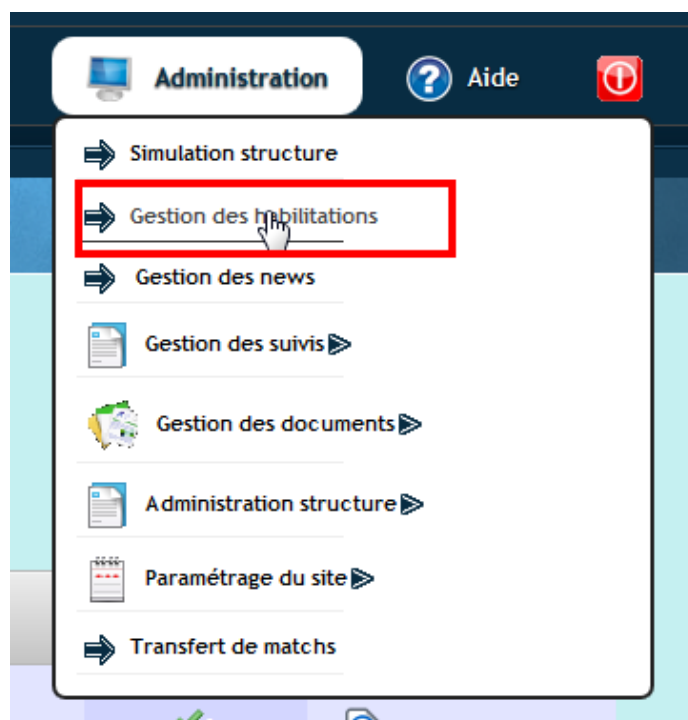 Administration
Aide
Simulation structure
Gestion des habilitations
Gestion des news
Gestion des suivis
Gestion des documents
Administration structure
Paramétrage du site
Transfert de matchs